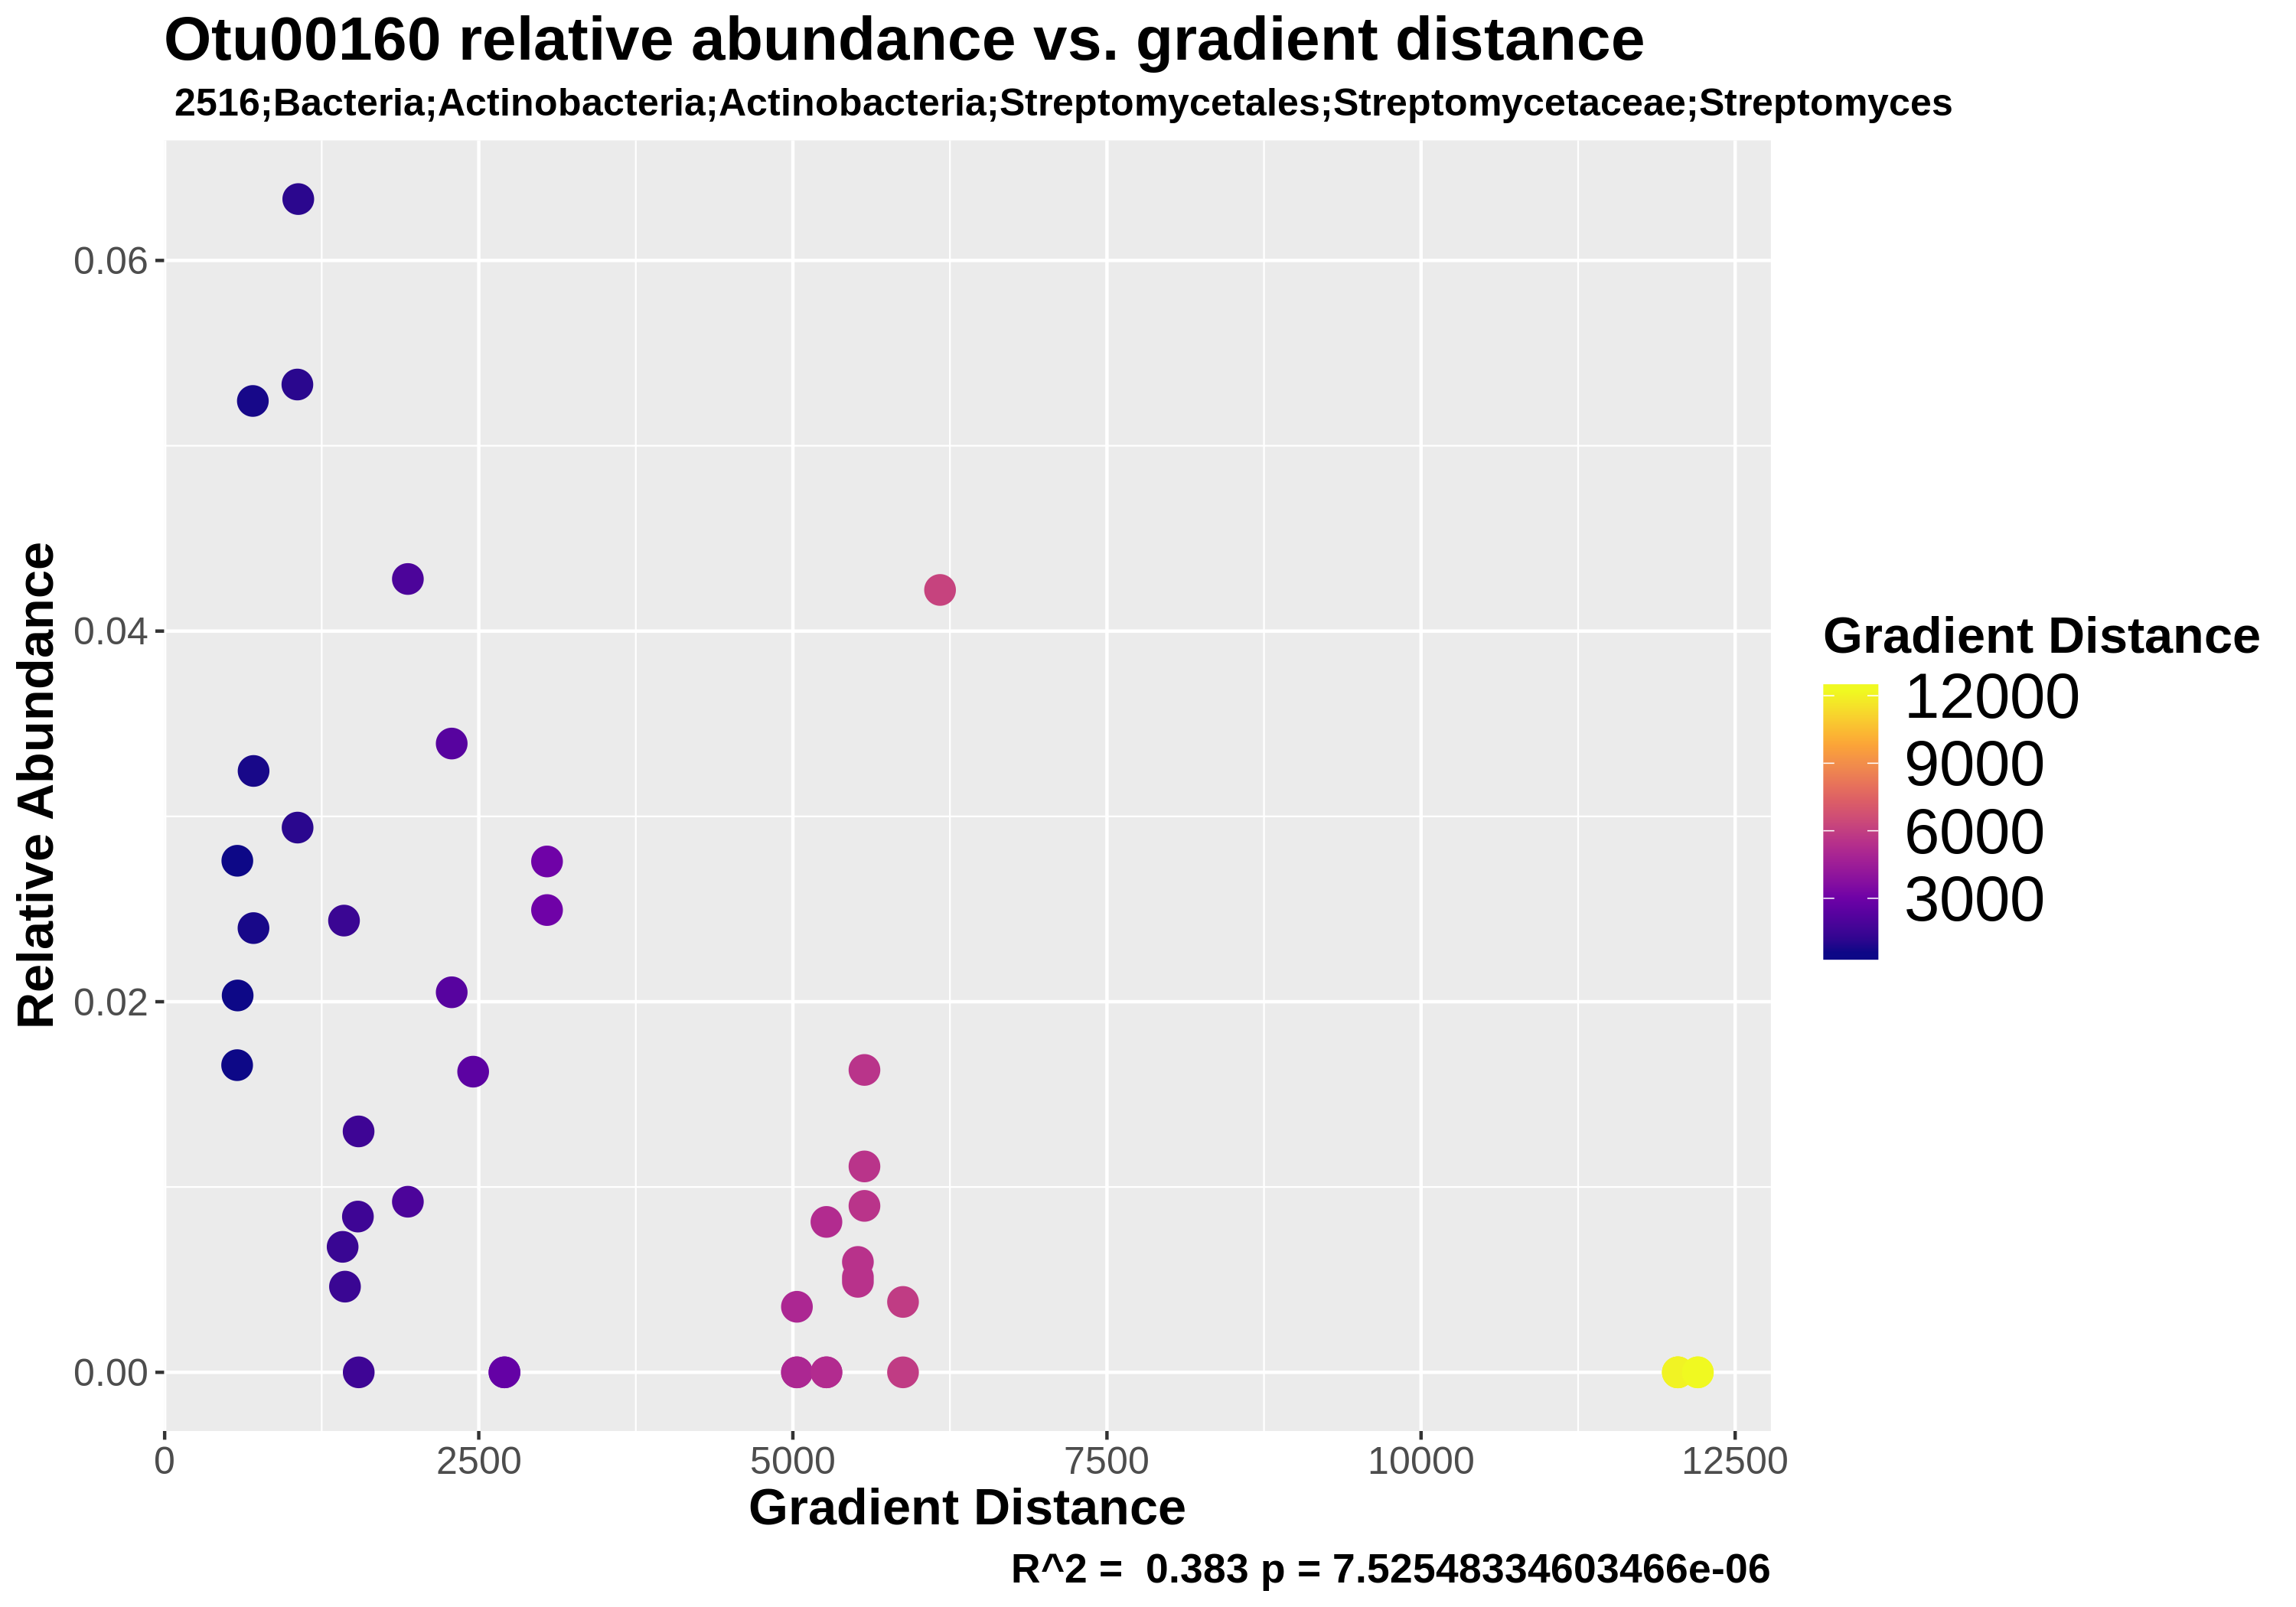 Otu00160 relative abundance vs. gradient distance
2516;Bacteria;Actinobacteria;Actinobacteria;Streptomycetales;Streptomycetaceae;Streptomyces
Relative Abundance
0.06
0.04
0.02
0.00
0 2500 5000 7500 10000 12500
Gradient Distance
R^2 =  0.383 p = 7.52548334603466e-06
Gradient Distance
12000
9000
6000
3000